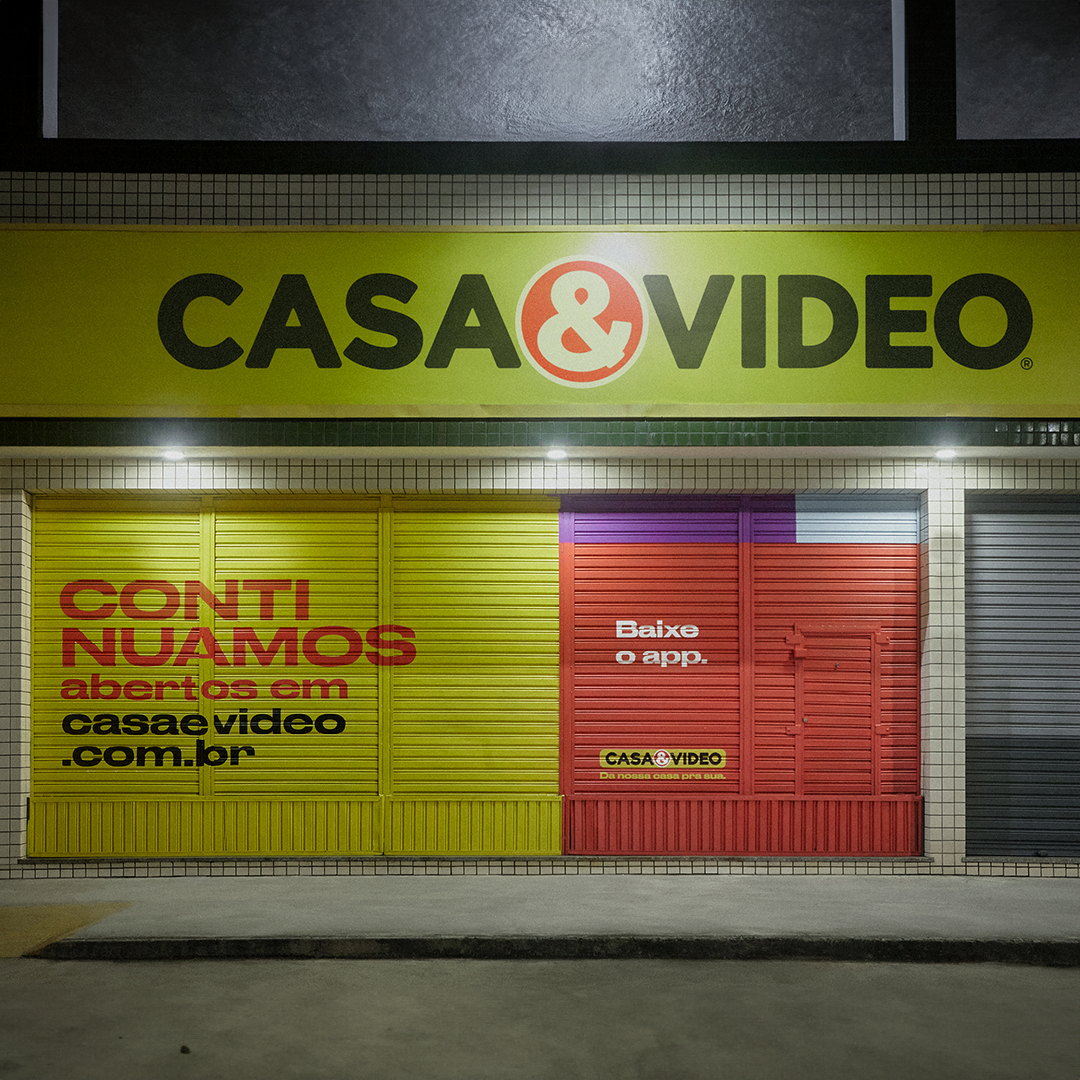 CASA&VIDEO®
CONTI
NUAMOS
abertos em
casaevideo
.com.br
Baixe
o app.
CASA&VIDEO
Da nossa casa pra sua.